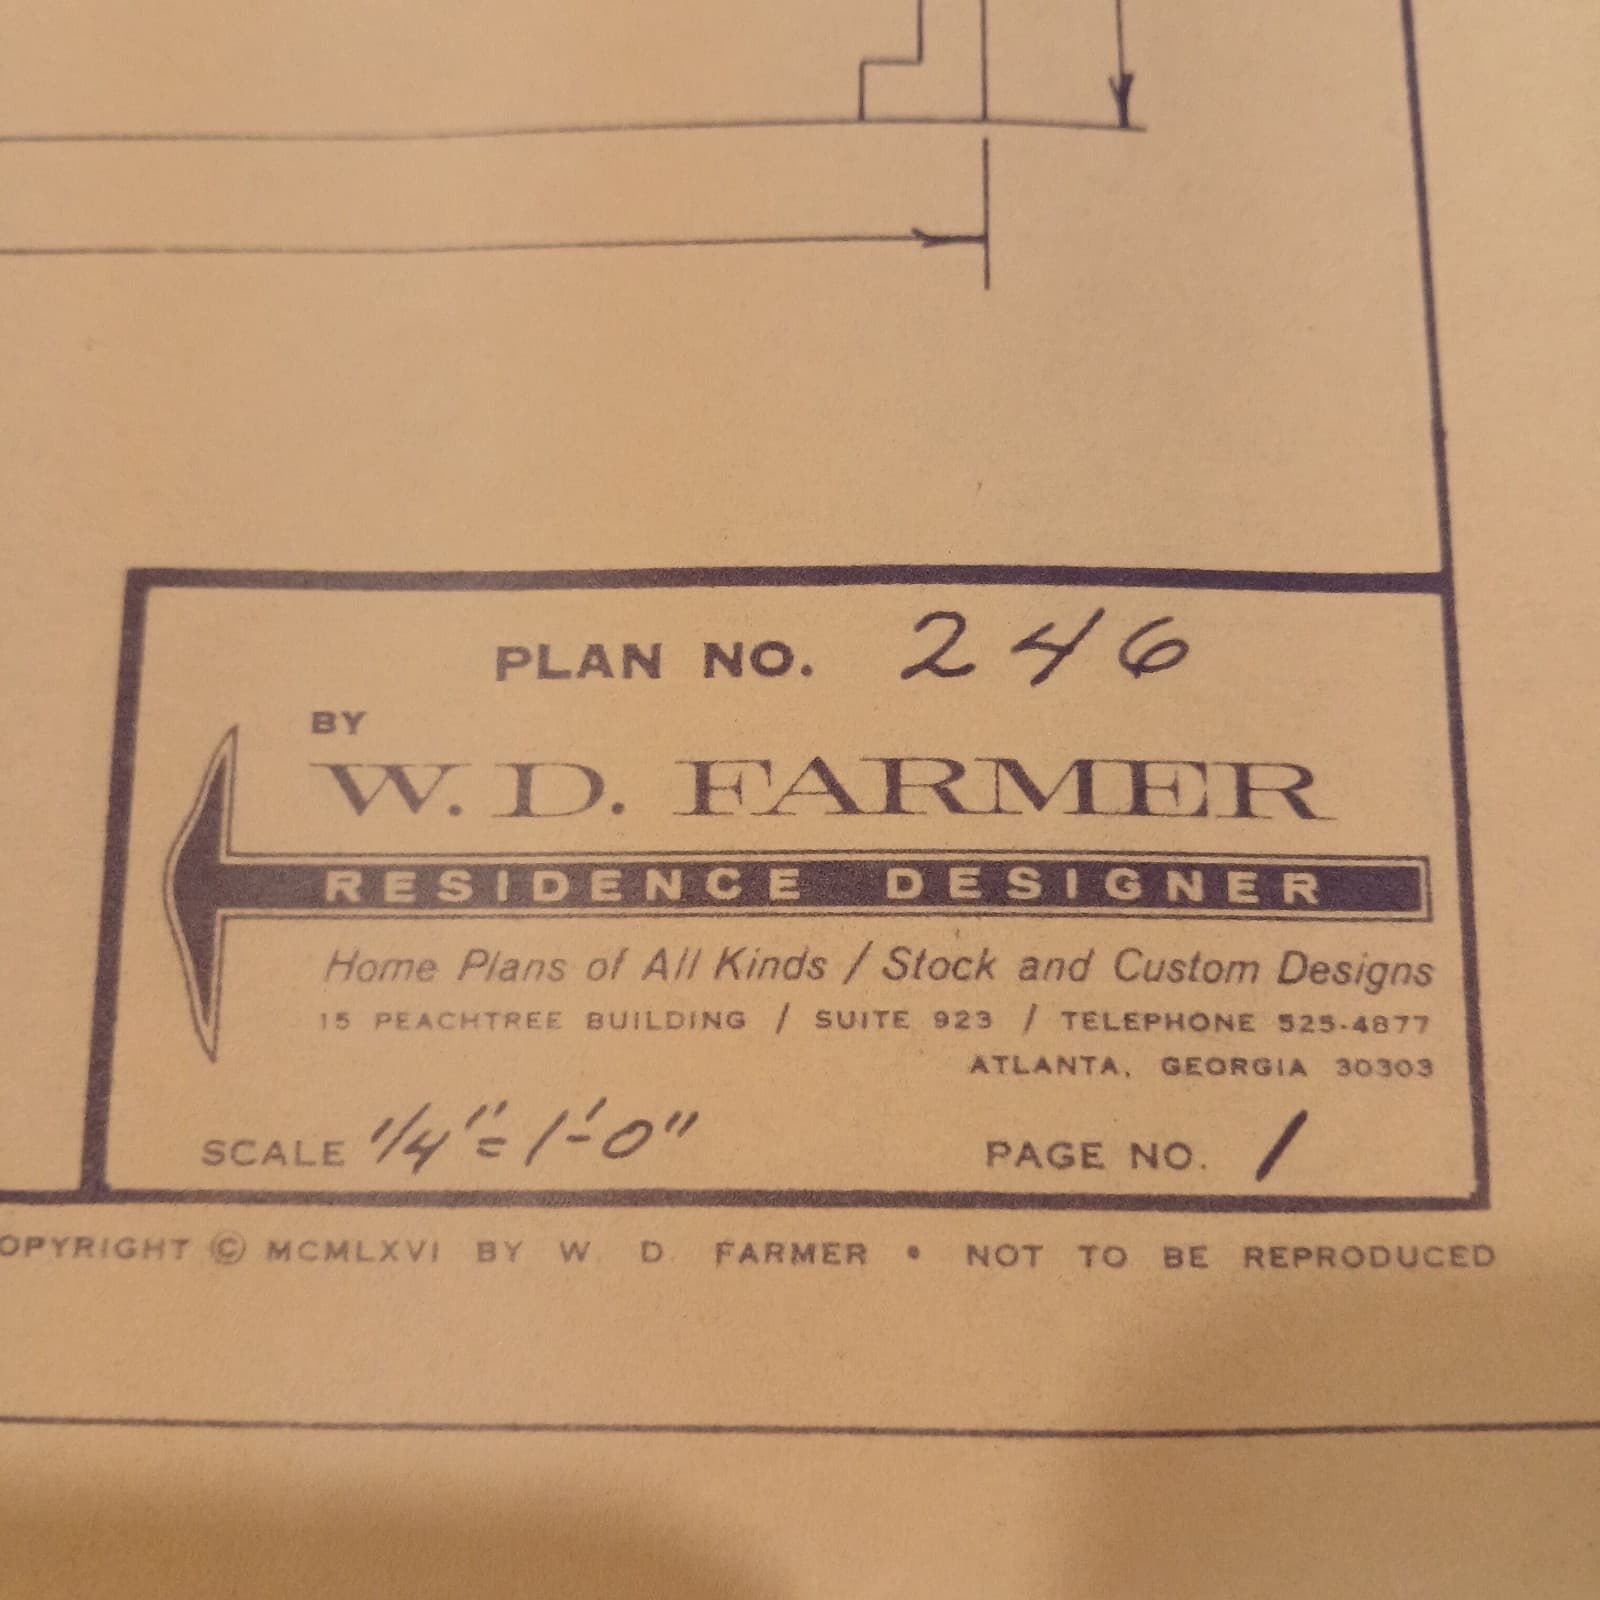 PLAN NO. 246
BY
W. D. FARMER
RESIDENCE DESIGNER
Home Plans of All Kinds / Stock and Custom Designs
15 PEACHTREE BUILDING / SUITE 923 / TELEPHONE 525-4877
ATLANTA, GEORGIA 30303
SCALE 1/4" = 1'-0" PAGE NO. 1
OPYRIGHT © MCMLXVI BY W. D. FARMER • NOT TO BE REPRODUCED